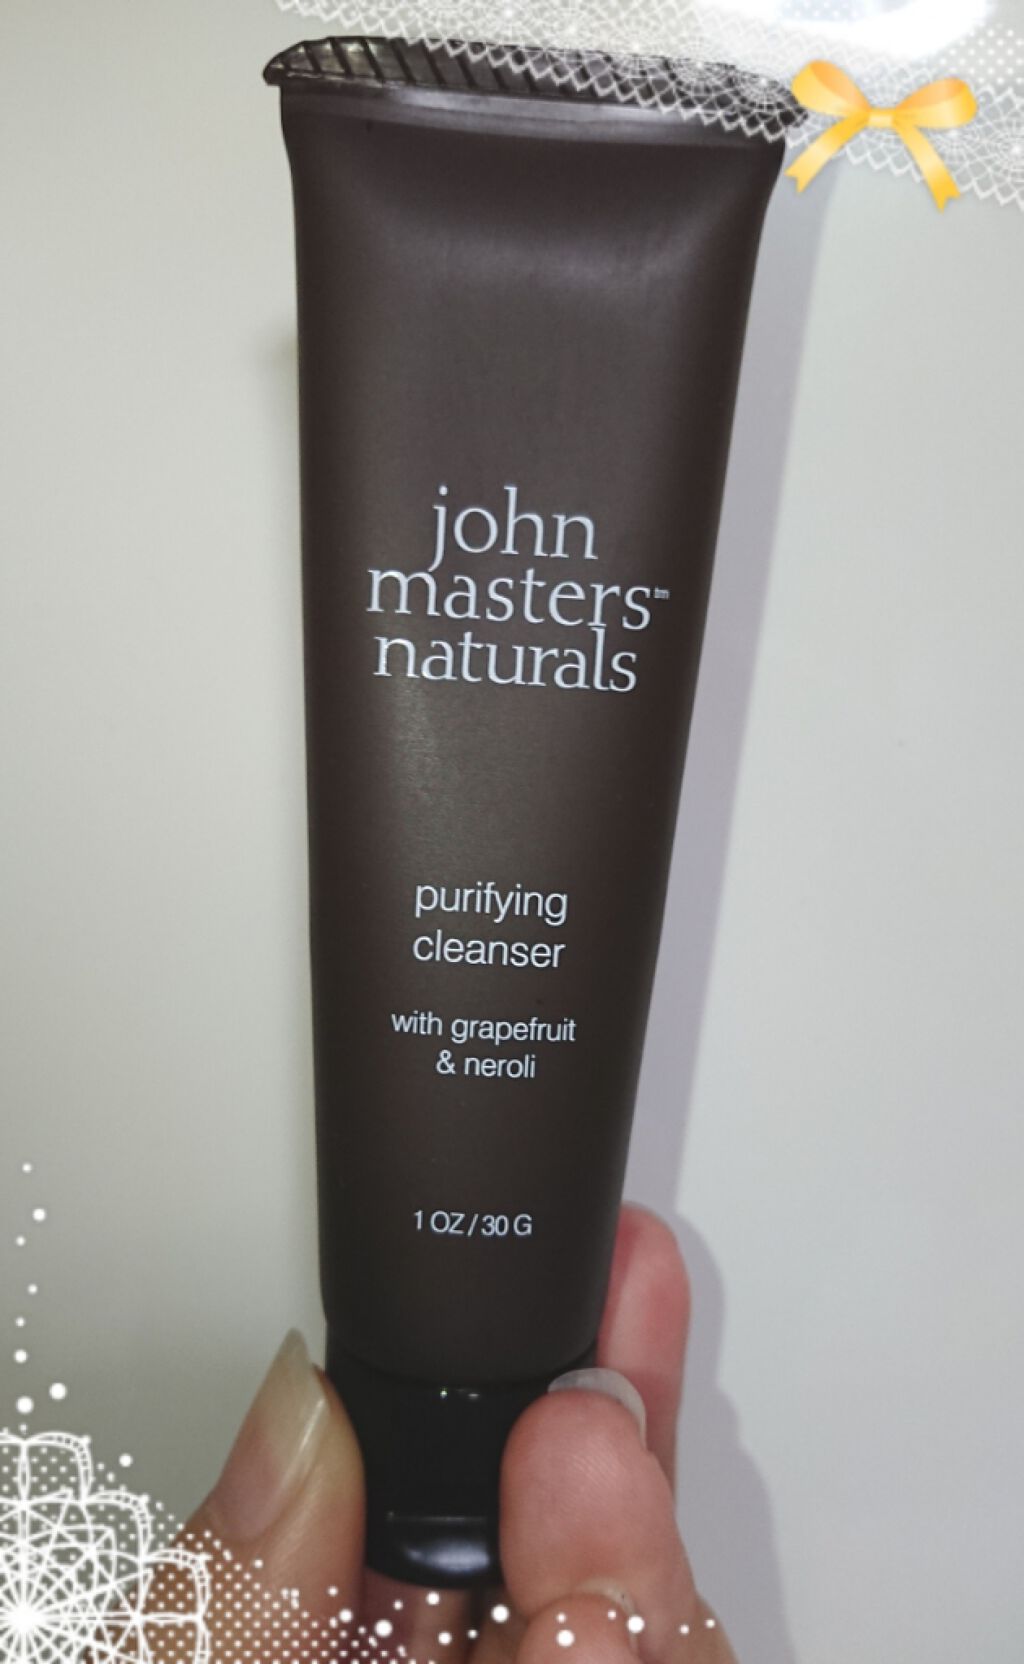 john
masters™
naturals
purifying
cleanser
with grapefruit
& neroli
1 OZ / 30 G